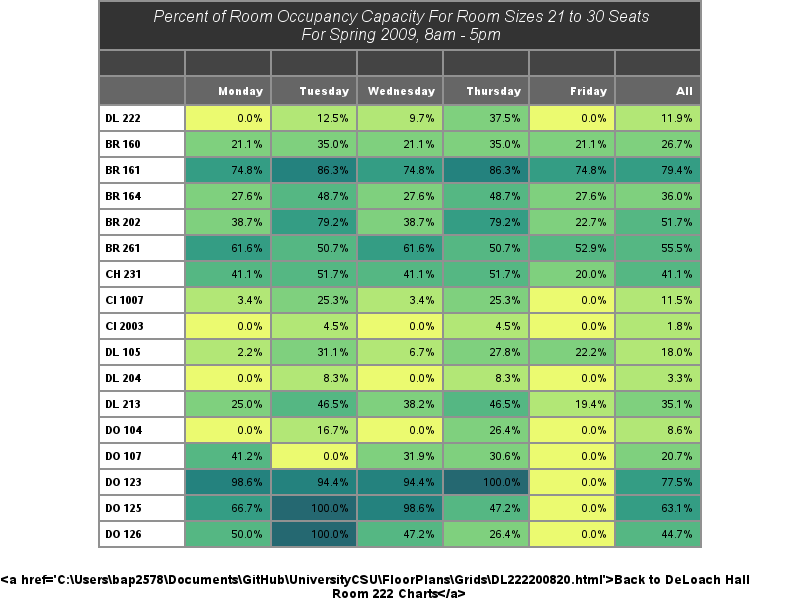 Percent of Room Occupancy Capacity For Room Sizes 21 to 30 Seats
For Spring 2009, 8am - 5pm
Monday Tuesday Wednesday Thursday Friday All
DL 222 0.0% 12.5% 9.7% 37.5% 0.0% 11.9%
BR 160 21.1% 35.0% 21.1% 35.0% 21.1% 26.7%
BR 161 74.8% 86.3% 74.8% 86.3% 74.8% 79.4%
BR 164 27.6% 48.7% 27.6% 48.7% 27.6% 36.0%
BR 202 38.7% 79.2% 38.7% 79.2% 22.7% 51.7%
BR 261 61.6% 50.7% 61.6% 50.7% 52.9% 55.5%
CH 231 41.1% 51.7% 41.1% 51.7% 20.0% 41.1%
CI 1007 3.4% 25.3% 3.4% 25.3% 0.0% 11.5%
CI 2003 0.0% 4.5% 0.0% 4.5% 0.0% 1.8%
DL 105 2.2% 31.1% 6.7% 27.8% 22.2% 18.0%
DL 204 0.0% 8.3% 0.0% 8.3% 0.0% 3.3%
DL 213 25.0% 46.5% 38.2% 46.5% 19.4% 35.1%
DO 104 0.0% 16.7% 0.0% 26.4% 0.0% 8.6%
DO 107 41.2% 0.0% 31.9% 30.6% 0.0% 20.7%
DO 123 98.6% 94.4% 94.4% 100.0% 0.0% 77.5%
DO 125 66.7% 100.0% 98.6% 47.2% 0.0% 63.1%
DO 126 50.0% 100.0% 47.2% 26.4% 0.0% 44.7%
<a href='C:\Users\bap2578\Documents\GitHub\UniversityCSU\FloorPlans\Grids\DL222200820.html'>Back to DeLoach Hall
Room 222 Charts</a>